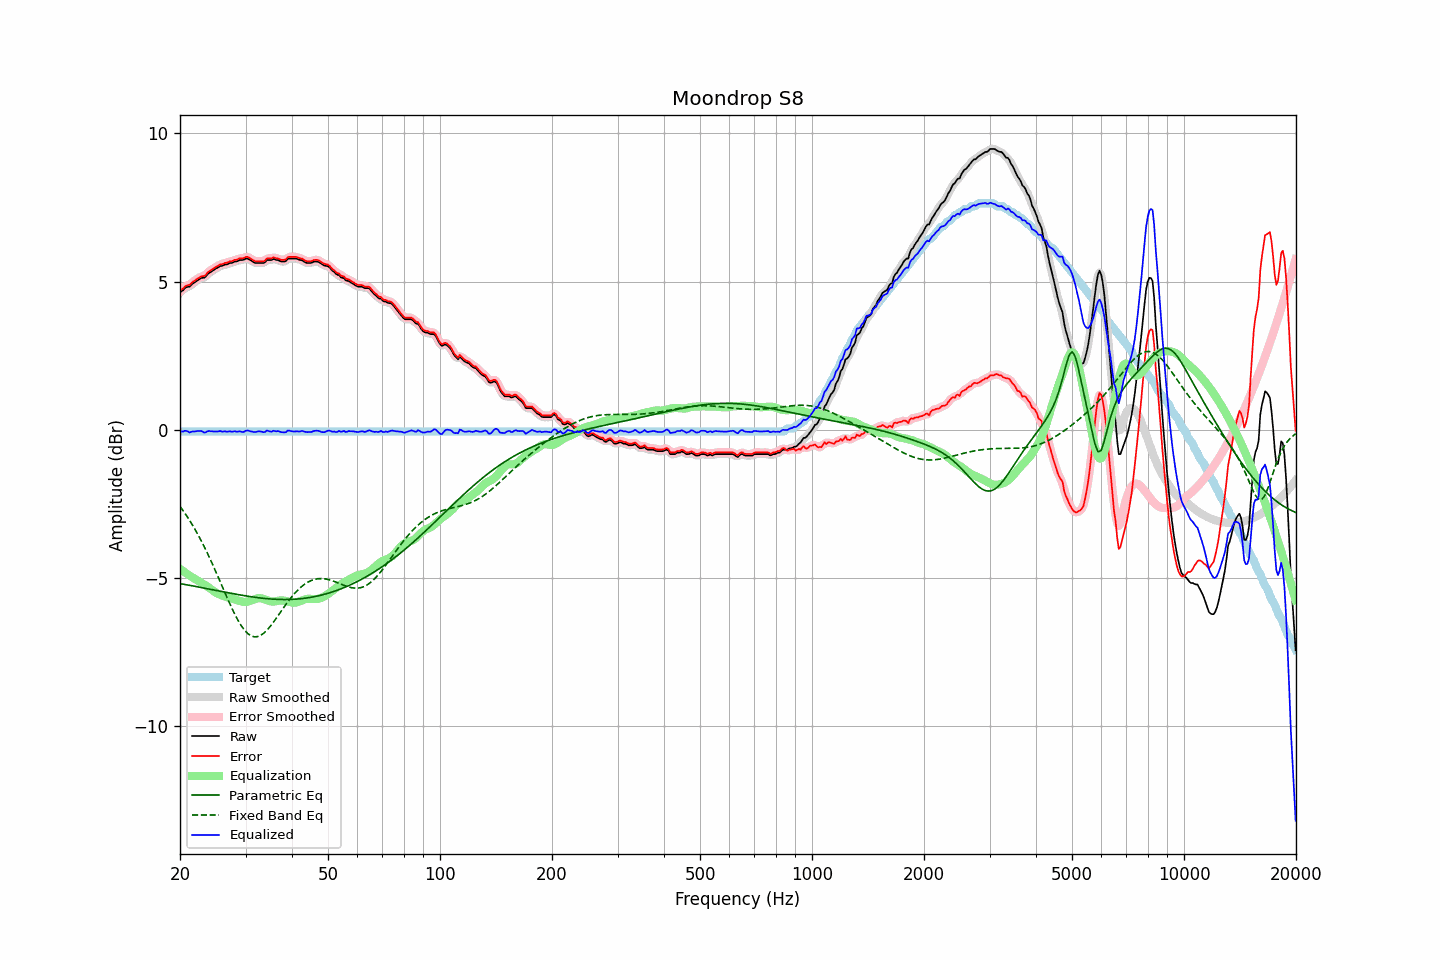 Moondrop S8
10
5
0
−5
−10
Amplitude (dBr)
Target
Raw Smoothed
Error Smoothed
Raw
Error
Equalization
Parametric Eq
Fixed Band Eq
Equalized
20 50 100 200 500 1000 2000 5000 10000 20000
Frequency (Hz)